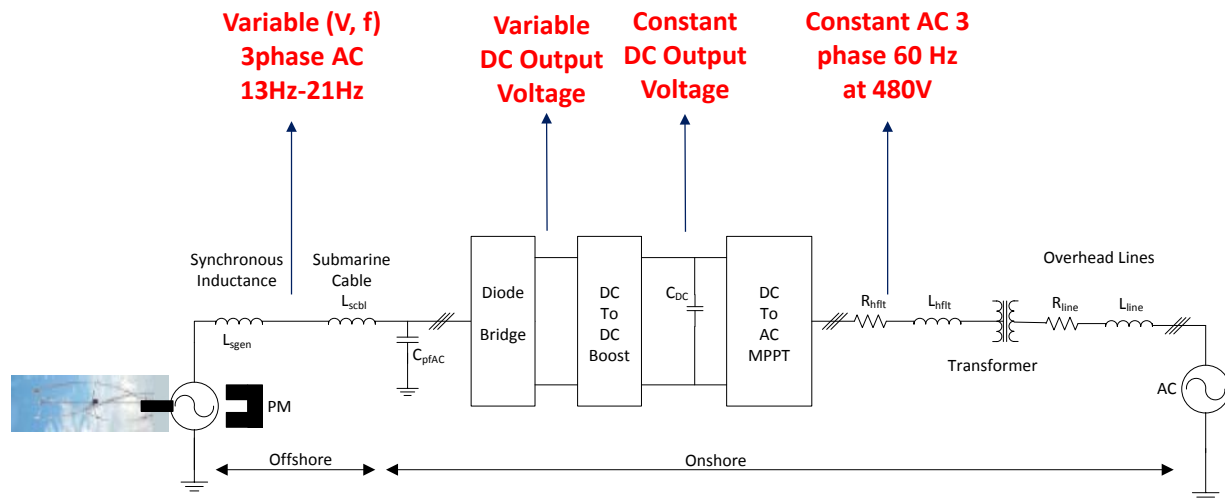 Variable (V, f)
3phase AC
13Hz-21Hz
Variable
DC Output
Voltage
Constant
DC Output
Voltage
Constant AC 3
phase 60 Hz
at 480V
Synchronous
Inductance
Submarine
Cable
Lscbl
Lsgen
CpfAC
Diode
Bridge
DC
To
DC
Boost
CDC
DC
To
AC
MPPT
Rhflt
Lhflt
Transformer
Overhead Lines
Rline
Lline
PM
AC
Offshore
Onshore